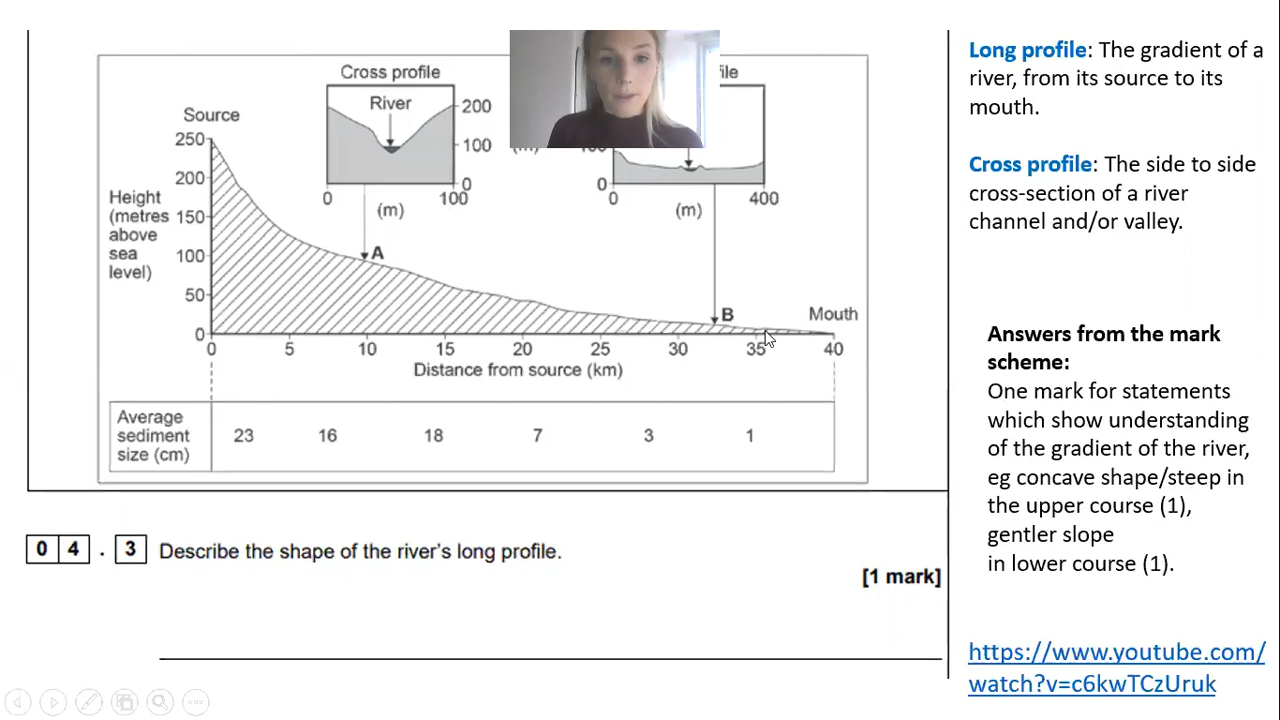 Cross profile
River
200
100
0
0
100
(m)
ile
0
0
400
(m)
Source
250
200
150
100
50
0
Height
(metres
above
sea
level)
A
B
Mouth
0 5 10 15 20 25 30 35 40
Distance from source (km)
Average
sediment
size (cm)
23 16 18 7 3 1
0 4 . 3 Describe the shape of the river's long profile.
[1 mark]
Long profile: The gradient of a
river, from its source to its
mouth.
Cross profile: The side to side
cross-section of a river
channel and/or valley.
Answers from the mark
scheme:
One mark for statements
which show understanding
of the gradient of the river,
eg concave shape/steep in
the upper course (1),
gentler slope
in lower course (1).
https://www.youtube.com/
watch?v=c6kwTCzUruk